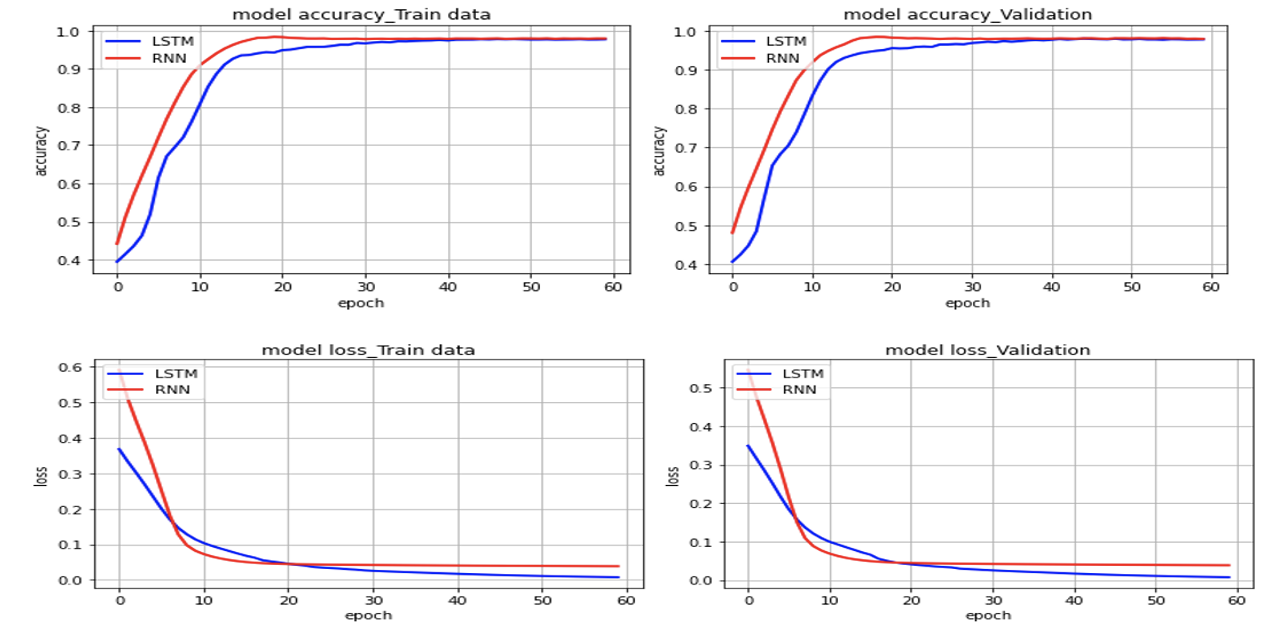 model accuracy_Train data
LSTM
RNN
1.0
0.9
0.8
0.7
0.6
0.5
0.4
accuracy
0 10 20 30 40 50 60
epoch
model accuracy_Validation
LSTM
RNN
1.0
0.9
0.8
0.7
0.6
0.5
0.4
accuracy
0 10 20 30 40 50 60
epoch
model loss_Train data
LSTM
RNN
0.6
0.5
0.4
0.3
0.2
0.1
0.0
loss
0 10 20 30 40 50 60
epoch
model loss_Validation
LSTM
RNN
0.5
0.4
0.3
0.2
0.1
0.0
loss
0 10 20 30 40 50 60
epoch